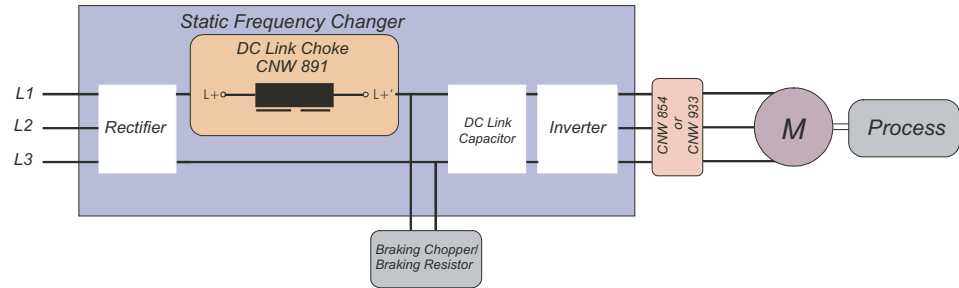 Static Frequency Changer
DC Link Choke
CNW 891
L+
L+'
L1
L2
L3
Rectifier
DC Link
Capacitor
Inverter
CNW 854
or
CNW 933
M
Process
Braking Chopper/
Braking Resistor